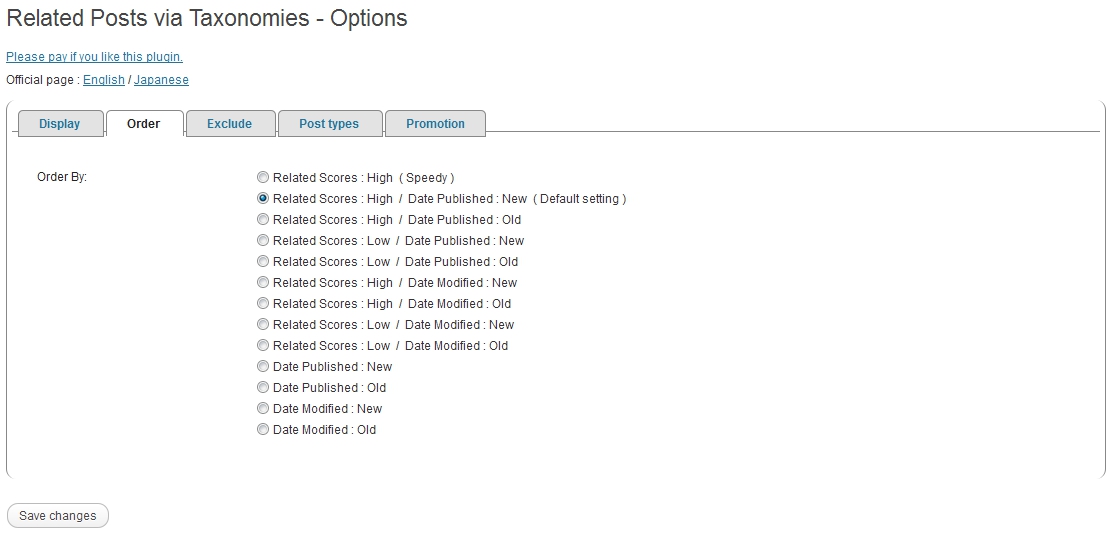 Related Posts via Taxonomies - Options
Please pay if you like this plugin.
Official page : English / Japanese
Display Order Exclude Post types Promotion
Order By:
Related Scores : High ( Speedy )
Related Scores : High / Date Published : New ( Default setting )
Related Scores : High / Date Published : Old
Related Scores : Low / Date Published : New
Related Scores : Low / Date Published : Old
Related Scores : High / Date Modified : New
Related Scores : High / Date Modified : Old
Related Scores : Low / Date Modified : New
Related Scores : Low / Date Modified : Old
Date Published : New
Date Published : Old
Date Modified : New
Date Modified : Old
Save changes